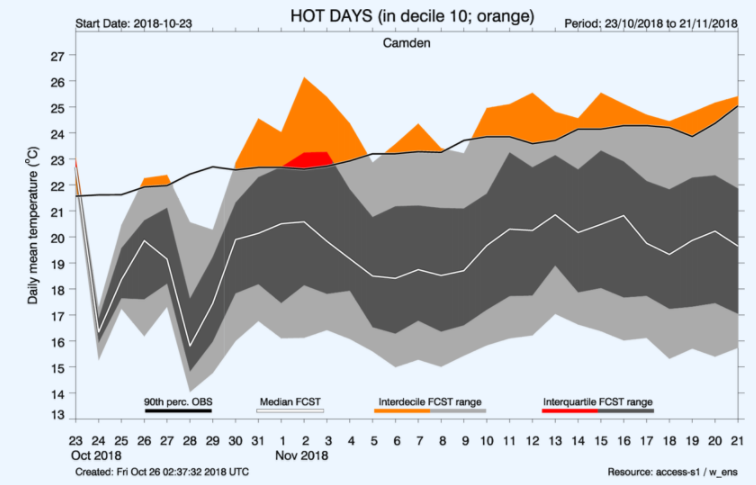 HOT DAYS (in decile 10; orange)
Start Date: 2018-10-23
Period: 23/10/2018 to 21/11/2018
Camden
Daily mean temperature (°C)
27
26
25
24
23
22
21
20
19
18
17
16
15
14
13
90th perc. OBS
Median FCST
Interdecile FCST range
Interquartile FCST range
23 24 25 26 27 28 29 30 31 1 2 3 4 5 6 7 8 9 10 11 12 13 14 15 16 17 18 19 20 21
Oct 2018
Nov 2018
Created: Fri Oct 26 02:37:32 2018 UTC
Resource: access-s1 / w_ens